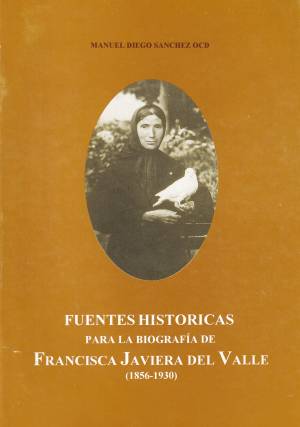 MANUEL DIEGO SANCHEZ OCD
FUENTES HISTORICAS
PARA LA BIOGRAFÍA DE
FRANCISCA JAVIERA DEL VALLE
(1856-1930)